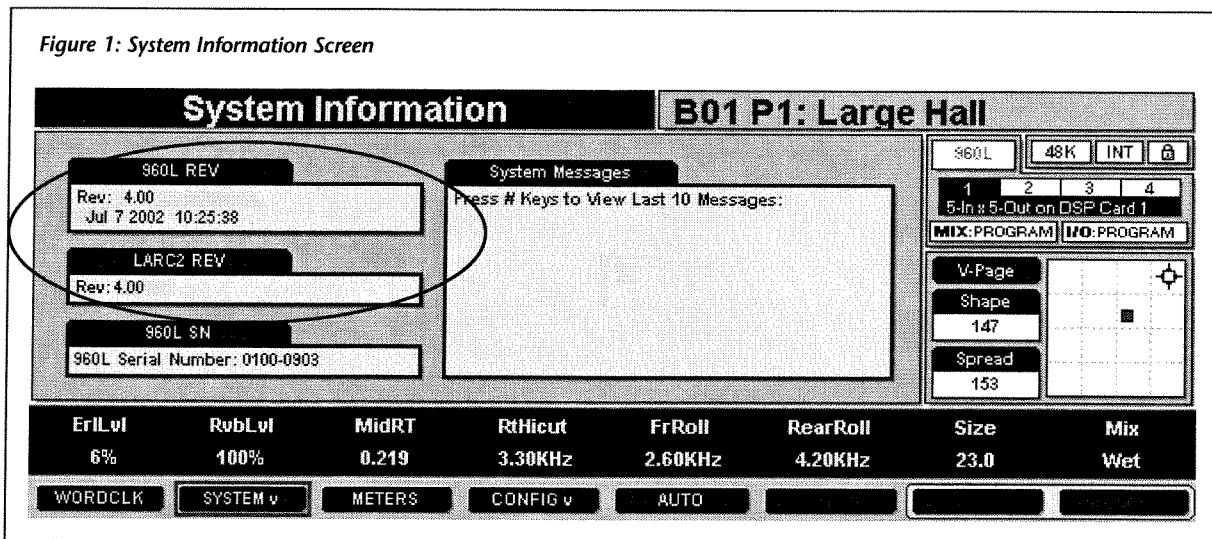 Figure 1: System Information Screen
System Information
B01 P1: Large Hall
960L REV
Rev: 4.00
Jul 7 2002 10:25:38
LARC2 REV
Rev: 4.00
960L SN
960L Serial Number: 0100-0903
System Messages
Press # Keys to View Last 10 Messages:
960L
48K INT
1 2 3 4
5-In x 5-Out on DSP Card 1
MIX:PROGRAM I/O:PROGRAM
V-Page
Shape
147
Spread
153
ErlLvl RvbLvl MidRT RtHicut FrRoll RearRoll Size Mix
6% 100% 0.219 3.30KHz 2.60KHz 4.20KHz 23.0 Wet
WORDCLK SYSTEM v METERS CONFIG v AUTO